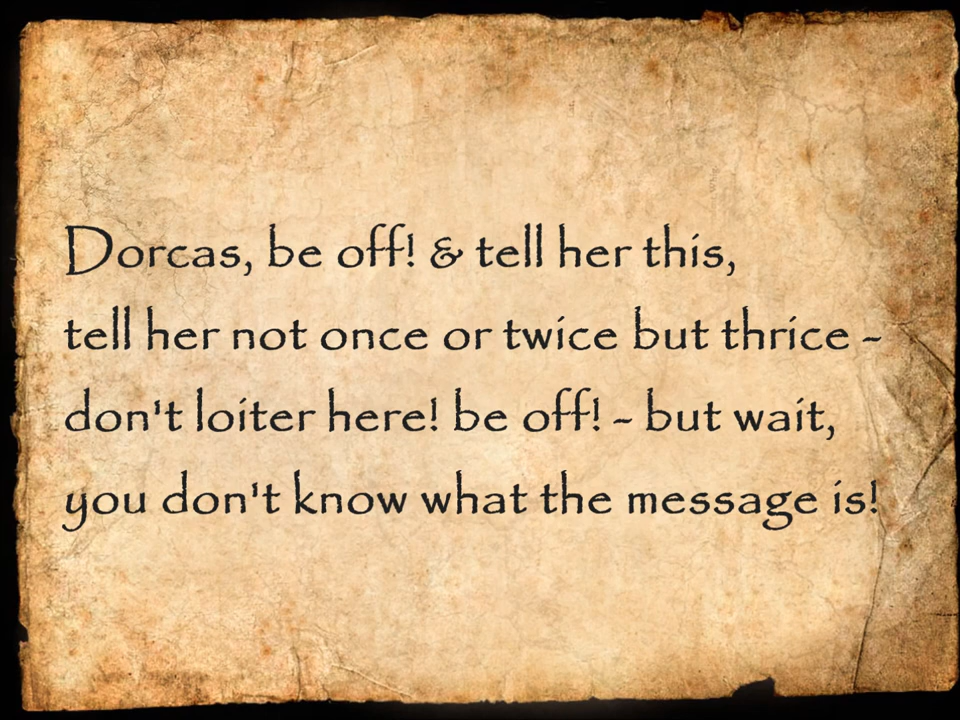 Dorcas, be off! & tell her this,
tell her not once or twice but thrice -
don't loiter here! be off! - but wait,
you don't know what the message is!